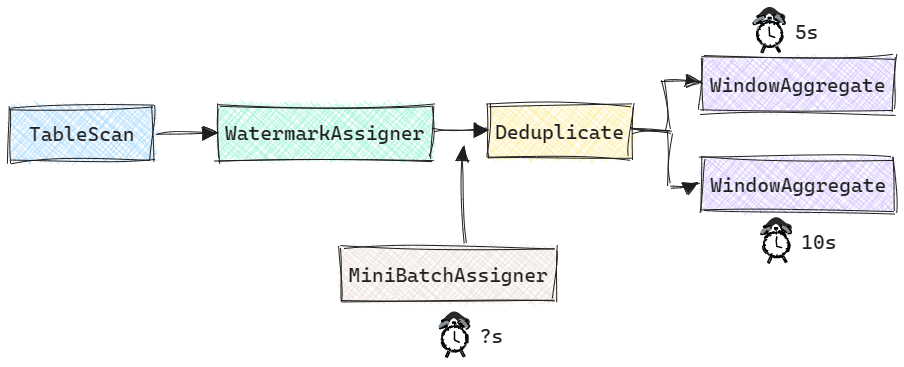 5s
WindowAggregate
TableScan
WatermarkAssigner
Deduplicate
WindowAggregate
10s
MiniBatchAssigner
?s